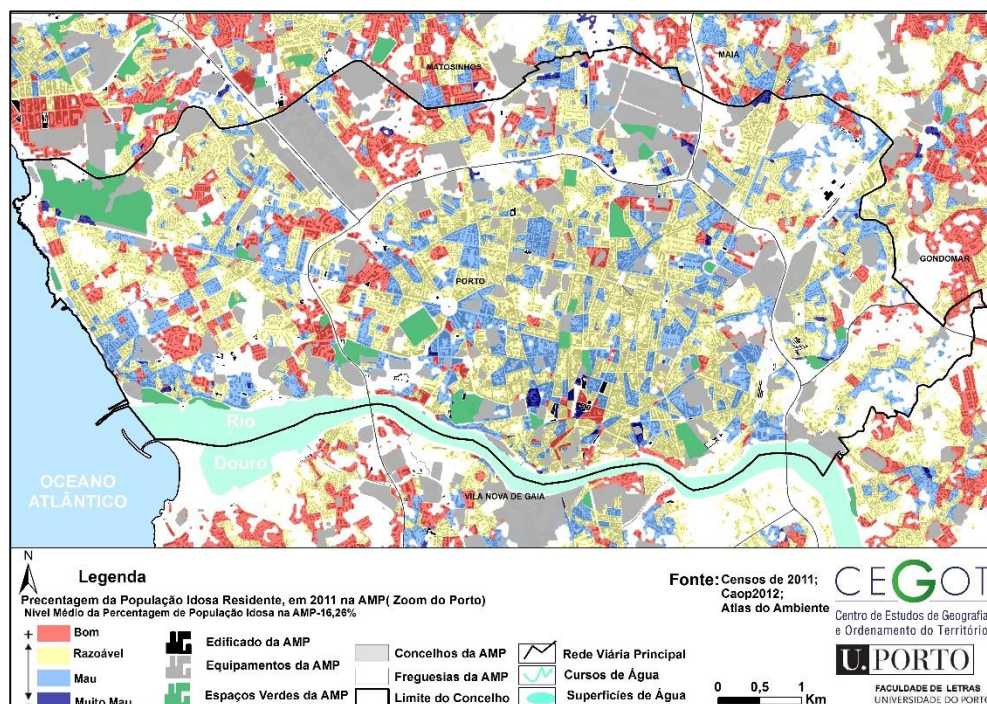 MATOSINHOS
MAIA
GONDOMAR
PORTO
Rio
Douro
OCEANO
ATLÂNTICO
VILA NOVA DE GAIA
N
Legenda
Precentagem da População Idosa Residente, em 2011 na AMP( Zoom do Porto)
Nível Médio da Percentagem de População Idosa na AMP-16,26%
+
Bom
Razoável
Mau
Muito Mau
-
Edificado da AMP
Equipamentos da AMP
Espaços Verdes da AMP
Concelhos da AMP
Freguesias da AMP
Limite do Concelho
Rede Viária Principal
Cursos de Água
Superfícies de Água
Fonte: Censos de 2011;
Caop2012;
Atlas do Ambiente
0 0,5 1
Km
CEGOT
Centro de Estudos de Geografia
e Ordenamento do Território
U. PORTO
FACULDADE DE LETRAS
UNIVERSIDADE DO PORTO